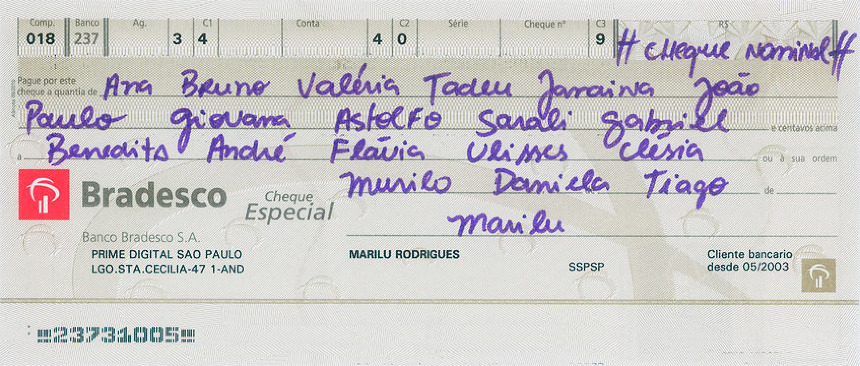 Comp. Banco Ag. C1 Conta C2 Série Cheque nº C3 R$
018 237 3 4 4 0 9 # CHEQUE NOMINAL #
Pague por este
cheque a quantia de Ana Bruno Valéria Tadeu Janaina João
Paulo Giovana ASTOLFO Sarali Gabriel e centavos acima
a Benedito André Flávia Ulisses Clésia ou à sua ordem
Murilo Daniela Tiago de
Bradesco Cheque Especial
Marilu
Banco Bradesco S.A.
PRIME DIGITAL SAO PAULO MARILU RODRIGUES Cliente bancario
LGO.STA.CECILIA-47 1-AND SSPSP desde 05/2003
23731005